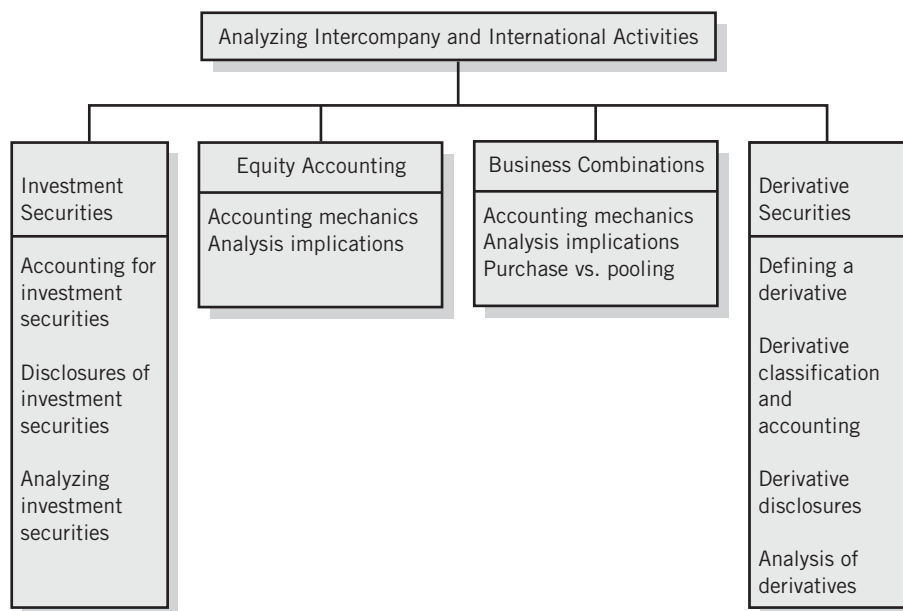 Analyzing Intercompany and International Activities
Investment
Securities
Accounting for
investment
securities
Disclosures of
investment
securities
Analyzing
investment
securities
Equity Accounting
Accounting mechanics
Analysis implications
Business Combinations
Accounting mechanics
Analysis implications
Purchase vs. pooling
Derivative
Securities
Defining a
derivative
Derivative
classification
and
accounting
Derivative
disclosures
Analysis of
derivatives